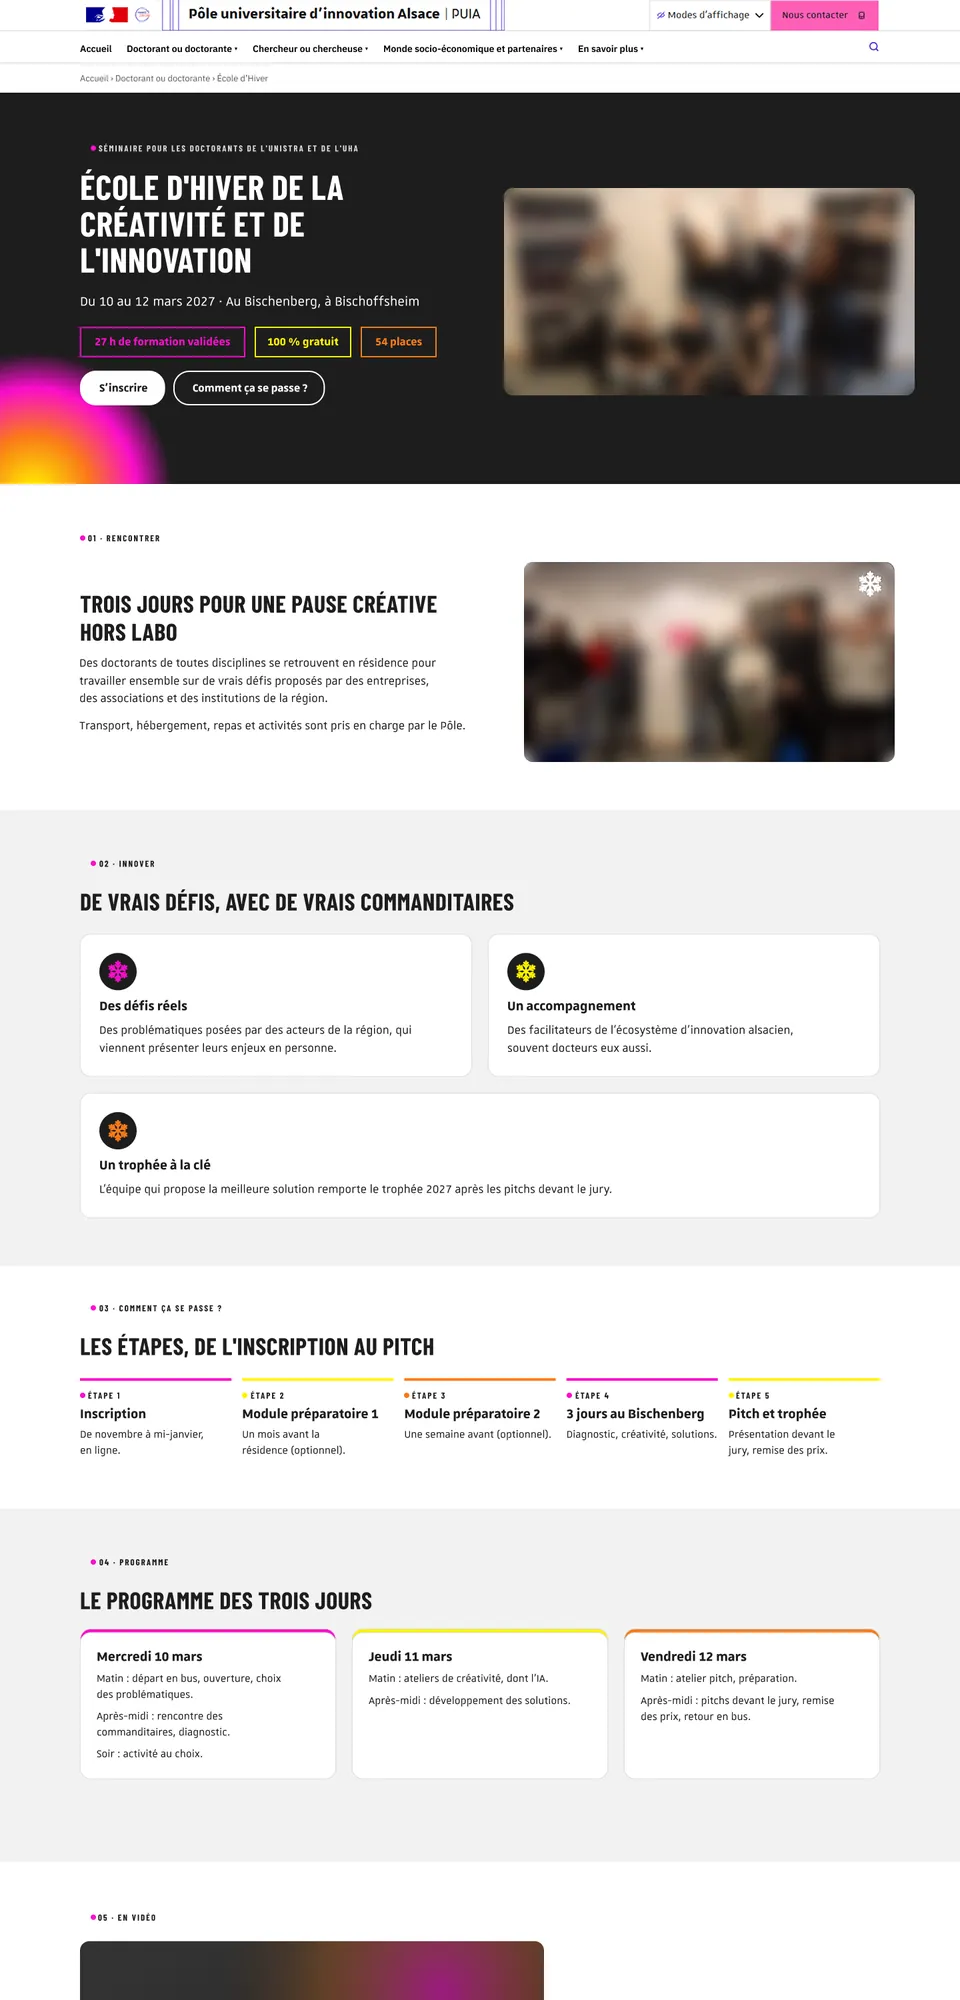 Pôle universitaire d'innovation Alsace | PUIA
Modes d'affichage
Nous contacter
Accueil
Doctorant ou doctorante
Chercheur ou chercheuse
Monde socio-économique et partenaires
En savoir plus
Accueil › Doctorant ou doctorante › École d'Hiver
SÉMINAIRE POUR LES DOCTORANTS DE L'UNISTRA ET DE L'UHA
ÉCOLE D'HIVER DE LA
CRÉATIVITÉ ET DE
L'INNOVATION
Du 10 au 12 mars 2027 · Au Bischenberg, à Bischoffsheim
27 h de formation validées
100 % gratuit
54 places
S'inscrire
Comment ça se passe ?
01 · RENCONTRER
TROIS JOURS POUR UNE PAUSE CRÉATIVE
HORS LABO
Des doctorants de toutes disciplines se retrouvent en résidence pour
travailler ensemble sur de vrais défis proposés par des entreprises,
des associations et des institutions de la région.
Transport, hébergement, repas et activités sont pris en charge par le Pôle.
02 · INNOVER
DE VRAIS DÉFIS, AVEC DE VRAIS COMMANDITAIRES
Des défis réels
Des problématiques posées par des acteurs de la région, qui
viennent présenter leurs enjeux en personne.
Un accompagnement
Des facilitateurs de l'écosystème d'innovation alsacien,
souvent docteurs eux aussi.
Un trophée à la clé
L'équipe qui propose la meilleure solution remporte le trophée 2027 après les pitchs devant le jury.
03 · COMMENT ÇA SE PASSE ?
LES ÉTAPES, DE L'INSCRIPTION AU PITCH
ÉTAPE 1
Inscription
De novembre à mi-janvier,
en ligne.
ÉTAPE 2
Module préparatoire 1
Un mois avant la
résidence (optionnel).
ÉTAPE 3
Module préparatoire 2
Une semaine avant (optionnel).
ÉTAPE 4
3 jours au Bischenberg
Diagnostic, créativité, solutions.
ÉTAPE 5
Pitch et trophée
Présentation devant le
jury, remise des prix.
04 · PROGRAMME
LE PROGRAMME DES TROIS JOURS
Mercredi 10 mars
Matin : départ en bus, ouverture, choix
des problématiques.
Après-midi : rencontre des
commanditaires, diagnostic.
Soir : activité au choix.
Jeudi 11 mars
Matin : ateliers de créativité, dont l'IA.
Après-midi : développement des solutions.
Vendredi 12 mars
Matin : atelier pitch, préparation.
Après-midi : pitchs devant le jury, remise
des prix, retour en bus.
05 · EN VIDÉO